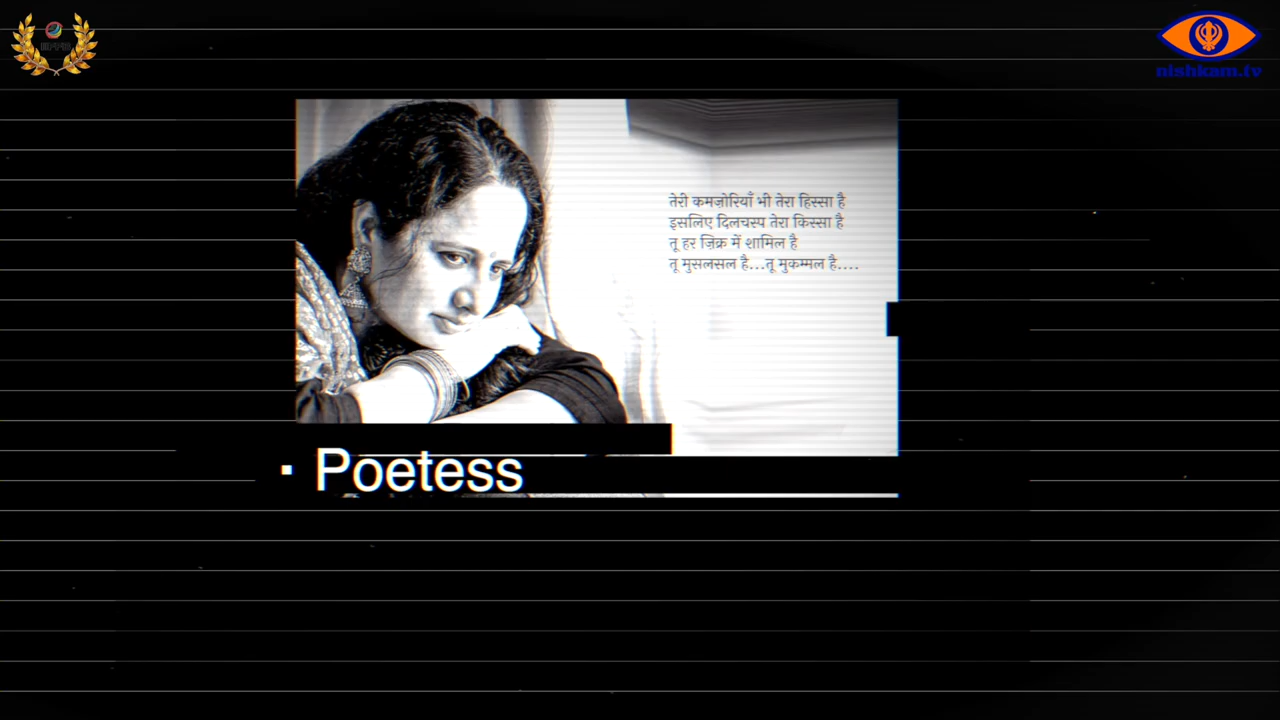 nishkam.tv
तेरी कमज़ोरियाँ भी तेरा हिस्सा है
इसलिए दिलचस्प तेरा किस्सा है
तू हर ज़िक्र में शामिल है
तू मुसलसल है...तू मुकम्मल है....
▪ Poetess